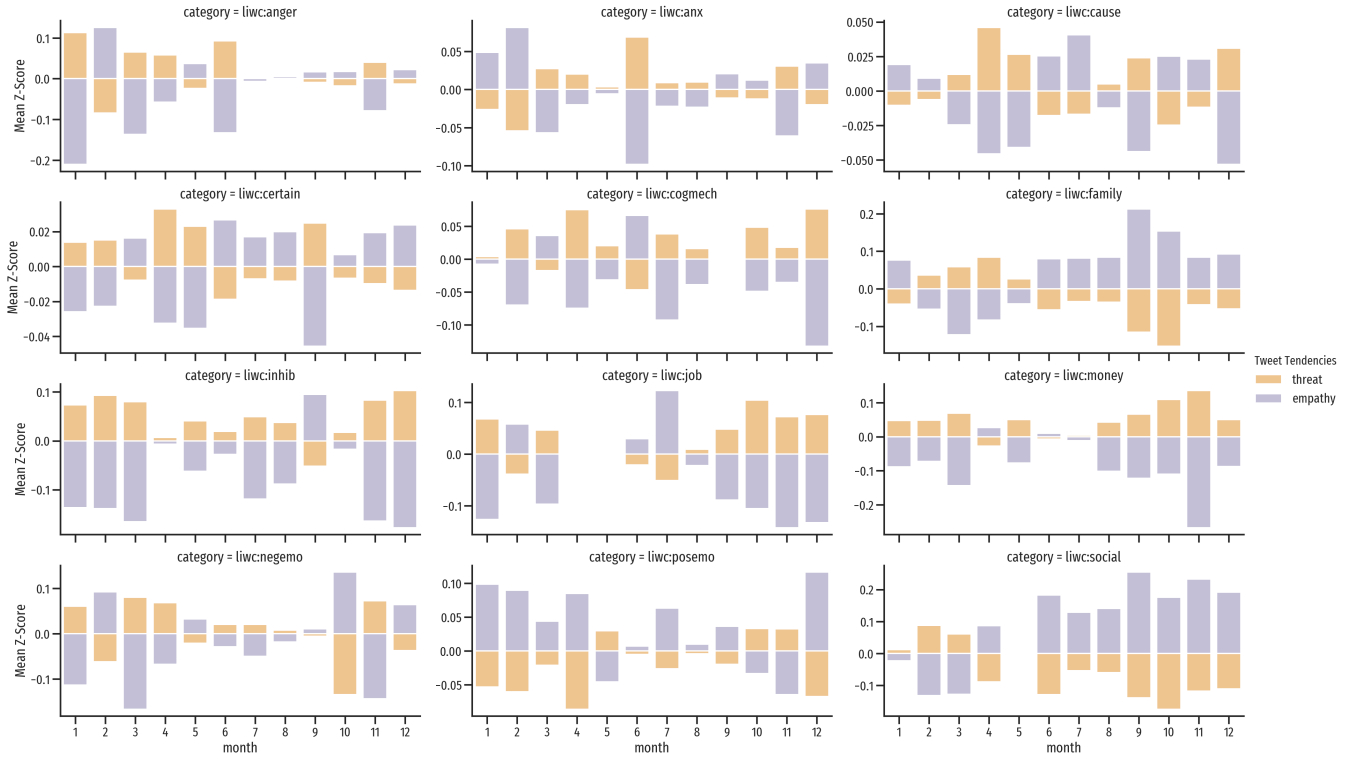 category = liwc:anger
category = liwc:anx
category = liwc:cause
0.1
0.0
−0.1
−0.2
Mean Z-Score
0.05
0.00
−0.05
−0.10
0.050
0.025
0.000
−0.025
−0.050
category = liwc:certain
category = liwc:cogmech
category = liwc:family
0.02
0.00
−0.02
−0.04
Mean Z-Score
0.05
0.00
−0.05
−0.10
0.2
0.1
0.0
−0.1
category = liwc:inhib
category = liwc:job
category = liwc:money
0.1
0.0
−0.1
Mean Z-Score
0.1
0.0
−0.1
0.1
0.0
−0.1
−0.2
Tweet Tendencies
threat
empathy
category = liwc:negemo
category = liwc:posemo
category = liwc:social
0.1
0.0
−0.1
Mean Z-Score
0.10
0.05
0.00
−0.05
0.2
0.1
0.0
−0.1
1 2 3 4 5 6 7 8 9 10 11 12
1 2 3 4 5 6 7 8 9 10 11 12
1 2 3 4 5 6 7 8 9 10 11 12
month
month
month